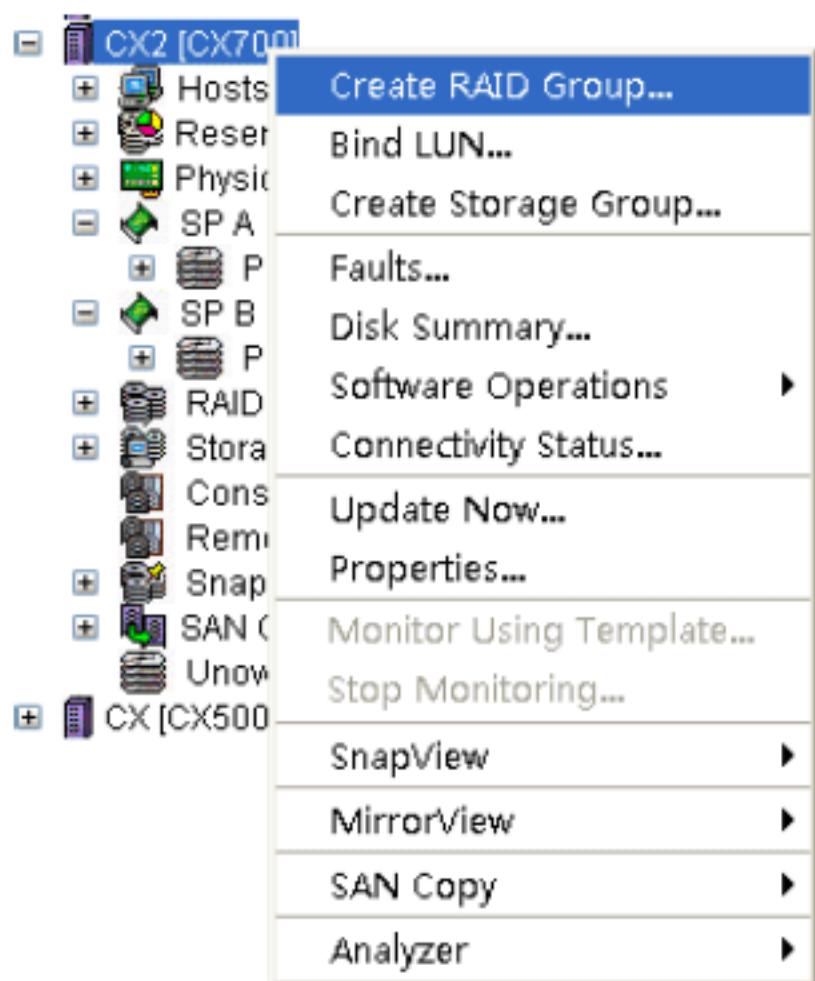 CX2 [CX700]
Hosts
Reser
Physic
SP A
P
SP B
P
RAID
Stora
Cons
Rem
Snap
SAN
Unow
CX [CX500
Create RAID Group...
Bind LUN...
Create Storage Group...
Faults...
Disk Summary...
Software Operations
Connectivity Status...
Update Now...
Properties...
Monitor Using Template...
Stop Monitoring...
SnapView
MirrorView
SAN Copy
Analyzer